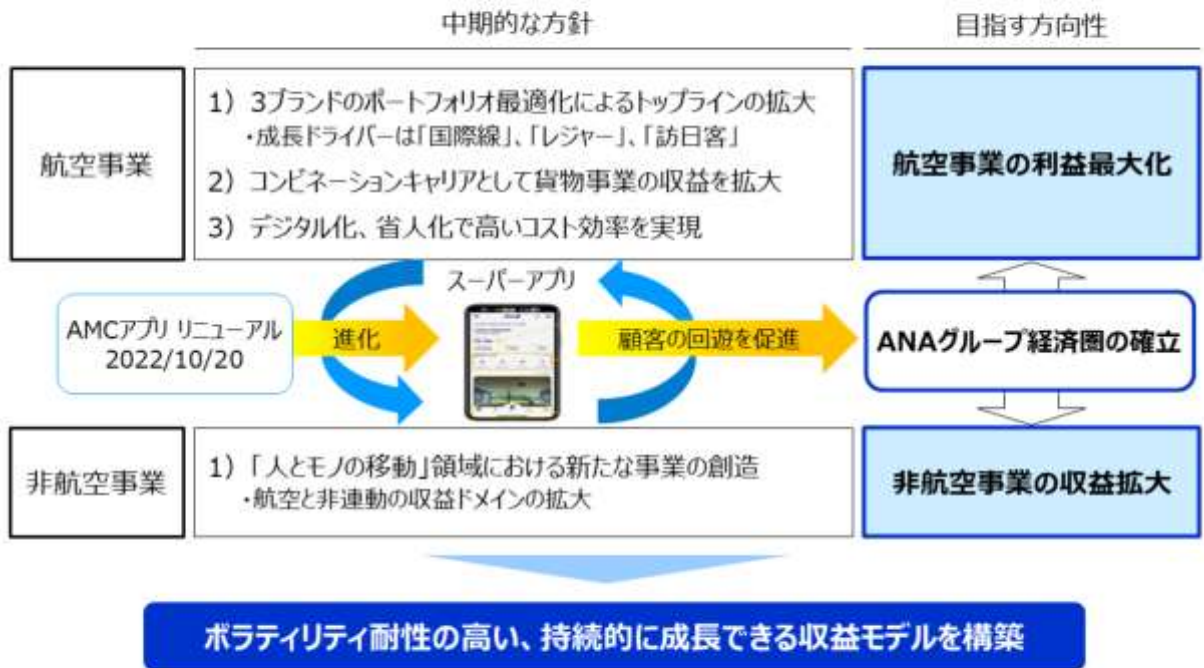 中期的な方針
目指す方向性
航空事業
1）3ブランドのポートフォリオ最適化によるトップラインの拡大
・成長ドライバーは「国際線」、「レジャー」、「訪日客」
2）コンビネーションキャリアとして貨物事業の収益を拡大
3）デジタル化、省人化で高いコスト効率を実現
航空事業の利益最大化
スーパーアプリ
AMCアプリ リニューアル
2022/10/20
進化
顧客の回遊を促進
ANAグループ経済圏の確立
非航空事業
1）「人とモノの移動」領域における新たな事業の創造
・航空と非連動の収益ドメインの拡大
非航空事業の収益拡大
ボラティリティ耐性の高い、持続的に成長できる収益モデルを構築